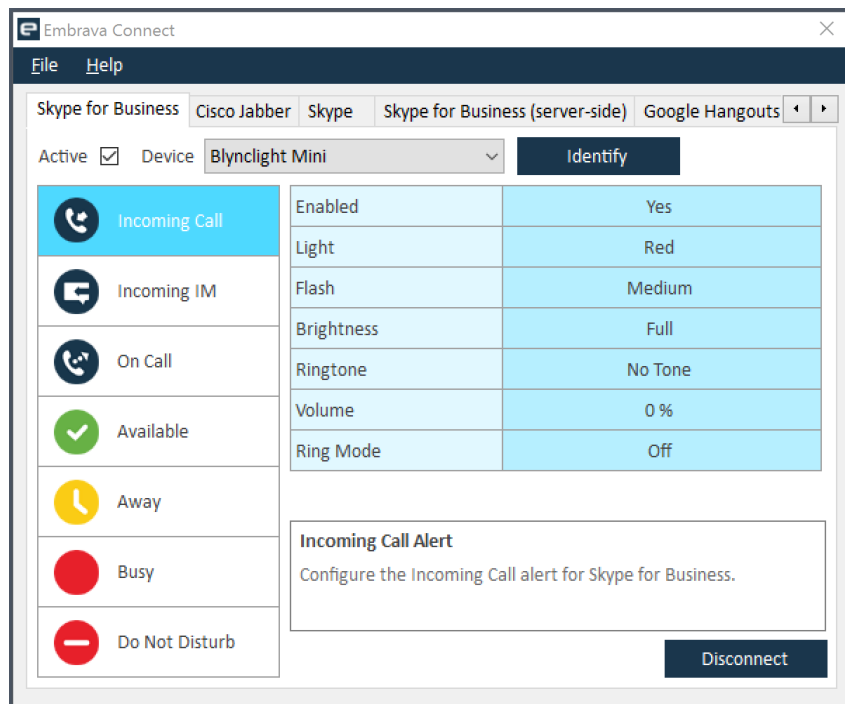 Embrava Connect
File Help
Skype for Business Cisco Jabber Skype Skype for Business (server-side) Google Hangouts
Active Device Blynclight Mini Identify
Incoming Call
Incoming IM
On Call
Available
Away
Busy
Do Not Disturb
Enabled Yes
Light Red
Flash Medium
Brightness Full
Ringtone No Tone
Volume 0 %
Ring Mode Off
Incoming Call Alert
Configure the Incoming Call alert for Skype for Business.
Disconnect